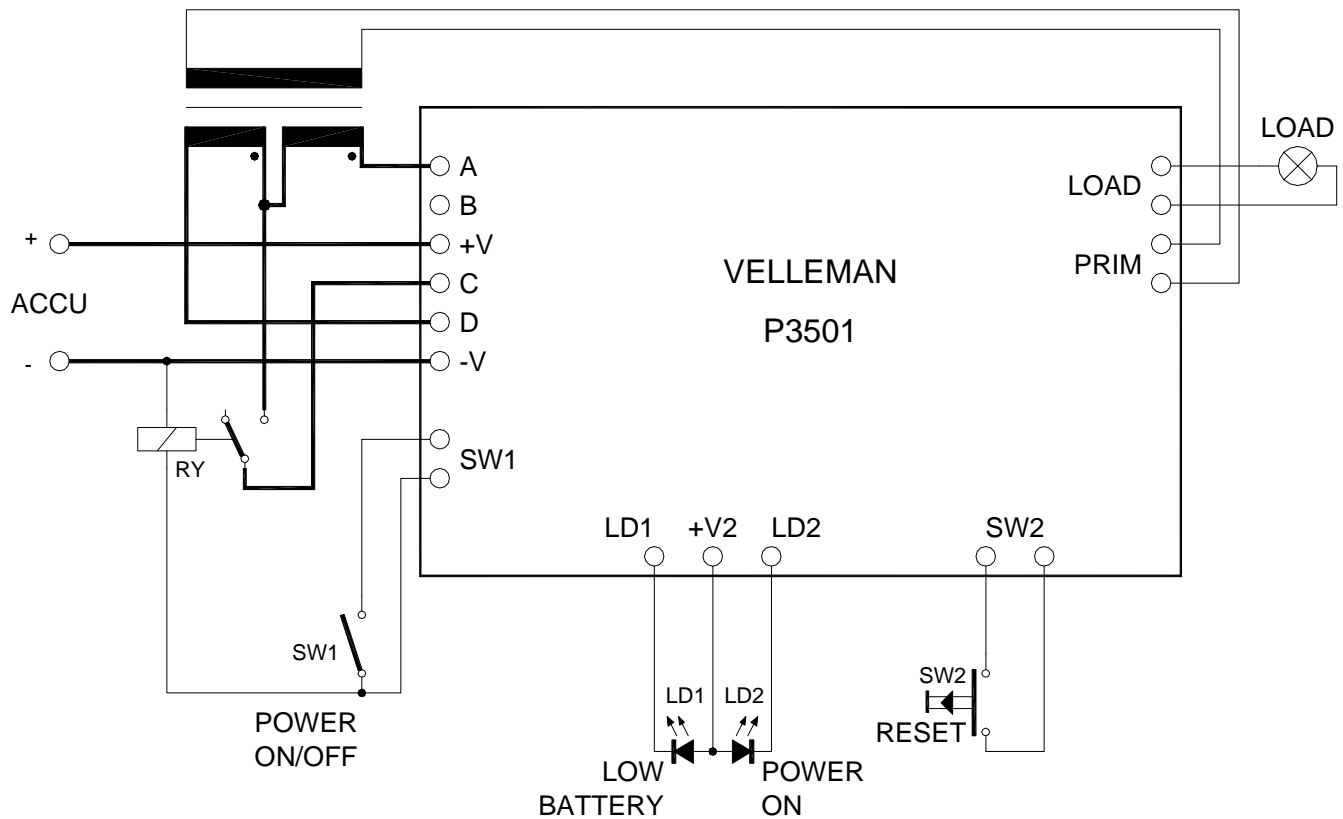 LOAD
A
LOAD
B
+
+V
VELLEMAN
PRIM
C
ACCU
D
P3501
-
-V
RY
SW1
LD1
+V2
LD2
SW2
SW1
SW2
LD1
LD2
POWER
ON/OFF
RESET
LOW
BATTERY
POWER
ON